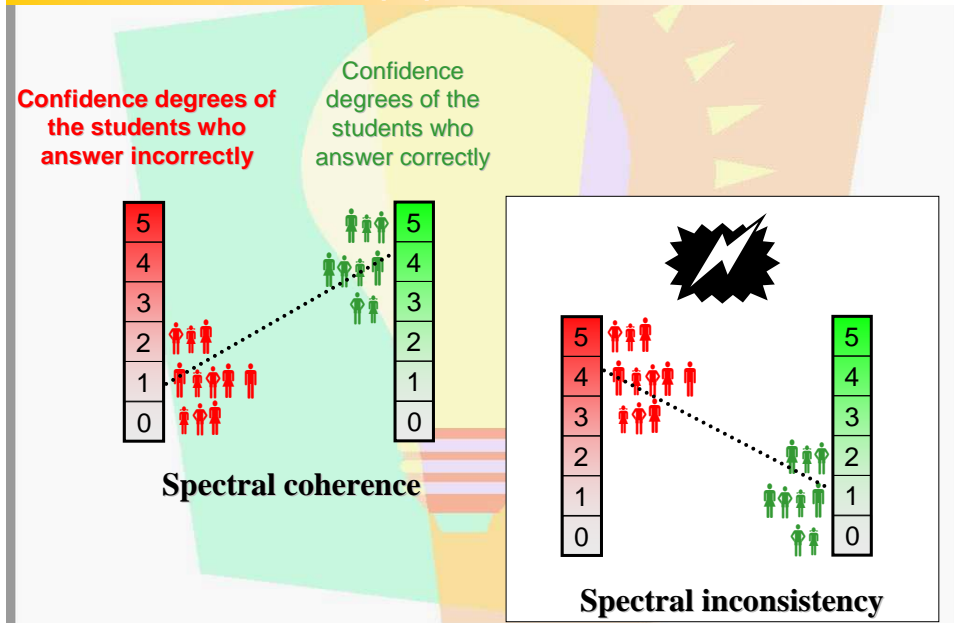 Confidence degrees of
the students who
answer incorrectly
Confidence
degrees of the
students who
answer correctly
5
4
3
2
1
0
5
4
3
2
1
0
Spectral coherence
5
4
3
2
1
0
5
4
3
2
1
0
Spectral inconsistency